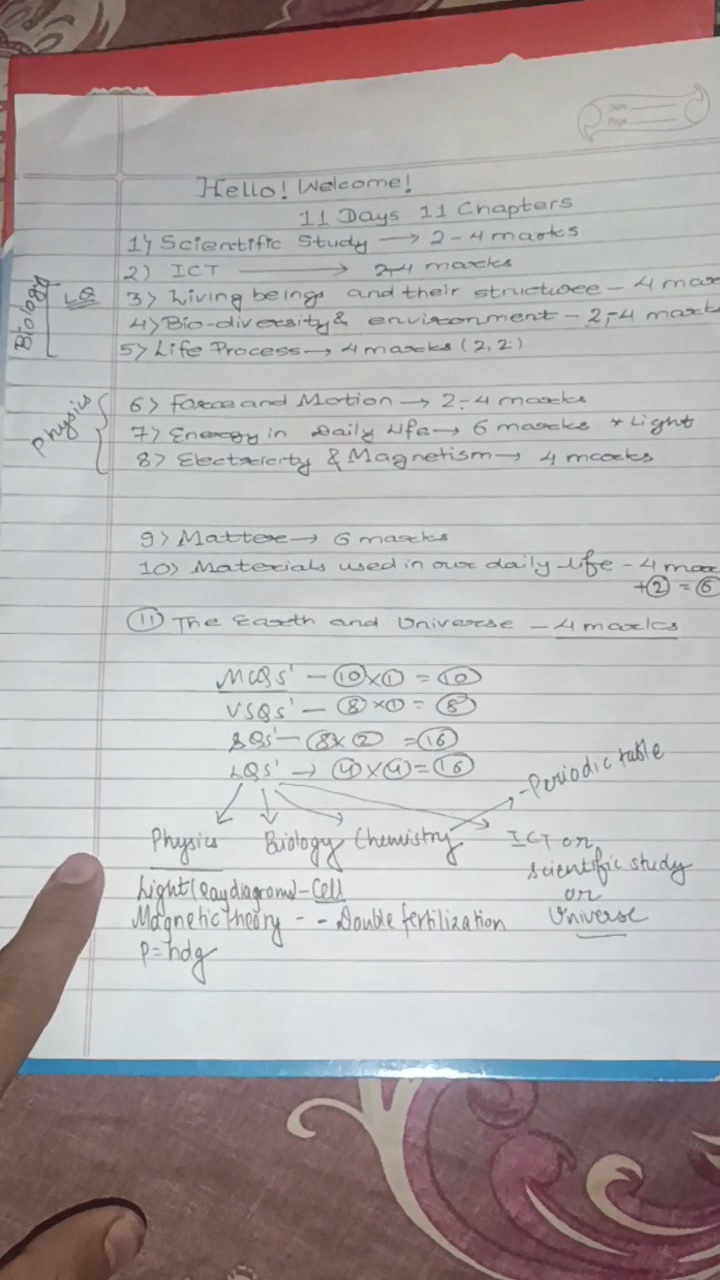 Date
Page
Hello! Welcome!
11 Days 11 Chapters
1) Scientific Study → 2-4 marks
2) ICT → 2-4 marks
Biology
LQ
3) Living beings and their structure - 4 mar
4) Bio-diversity & environment - 2,-4 mark
5) Life Process → 4 marks (2,2)
Physics
6) Force and Motion → 2-4 marks
7) Energy in Daily life → 6 marks * Light
8) Electricity & Magnetism → 4 marks
9) Matter → 6 marks
10) Materials used in our daily life - 4 mar
+2 = 6
11 The Earth and Universe - 4 marks
MCQs' - 10 x 1 = 10
VSQs' - 8 x 1 = 8
SQs' - 8 x 2 = 16
LQs' → 4 x 4 = 16
- Periodic table
Physics Biology Chemistry ICT or
scientific study
or
Universe
Light (Raydiagrams) - Cell
Magnetic Theory - - Double fertilization
P = hdg